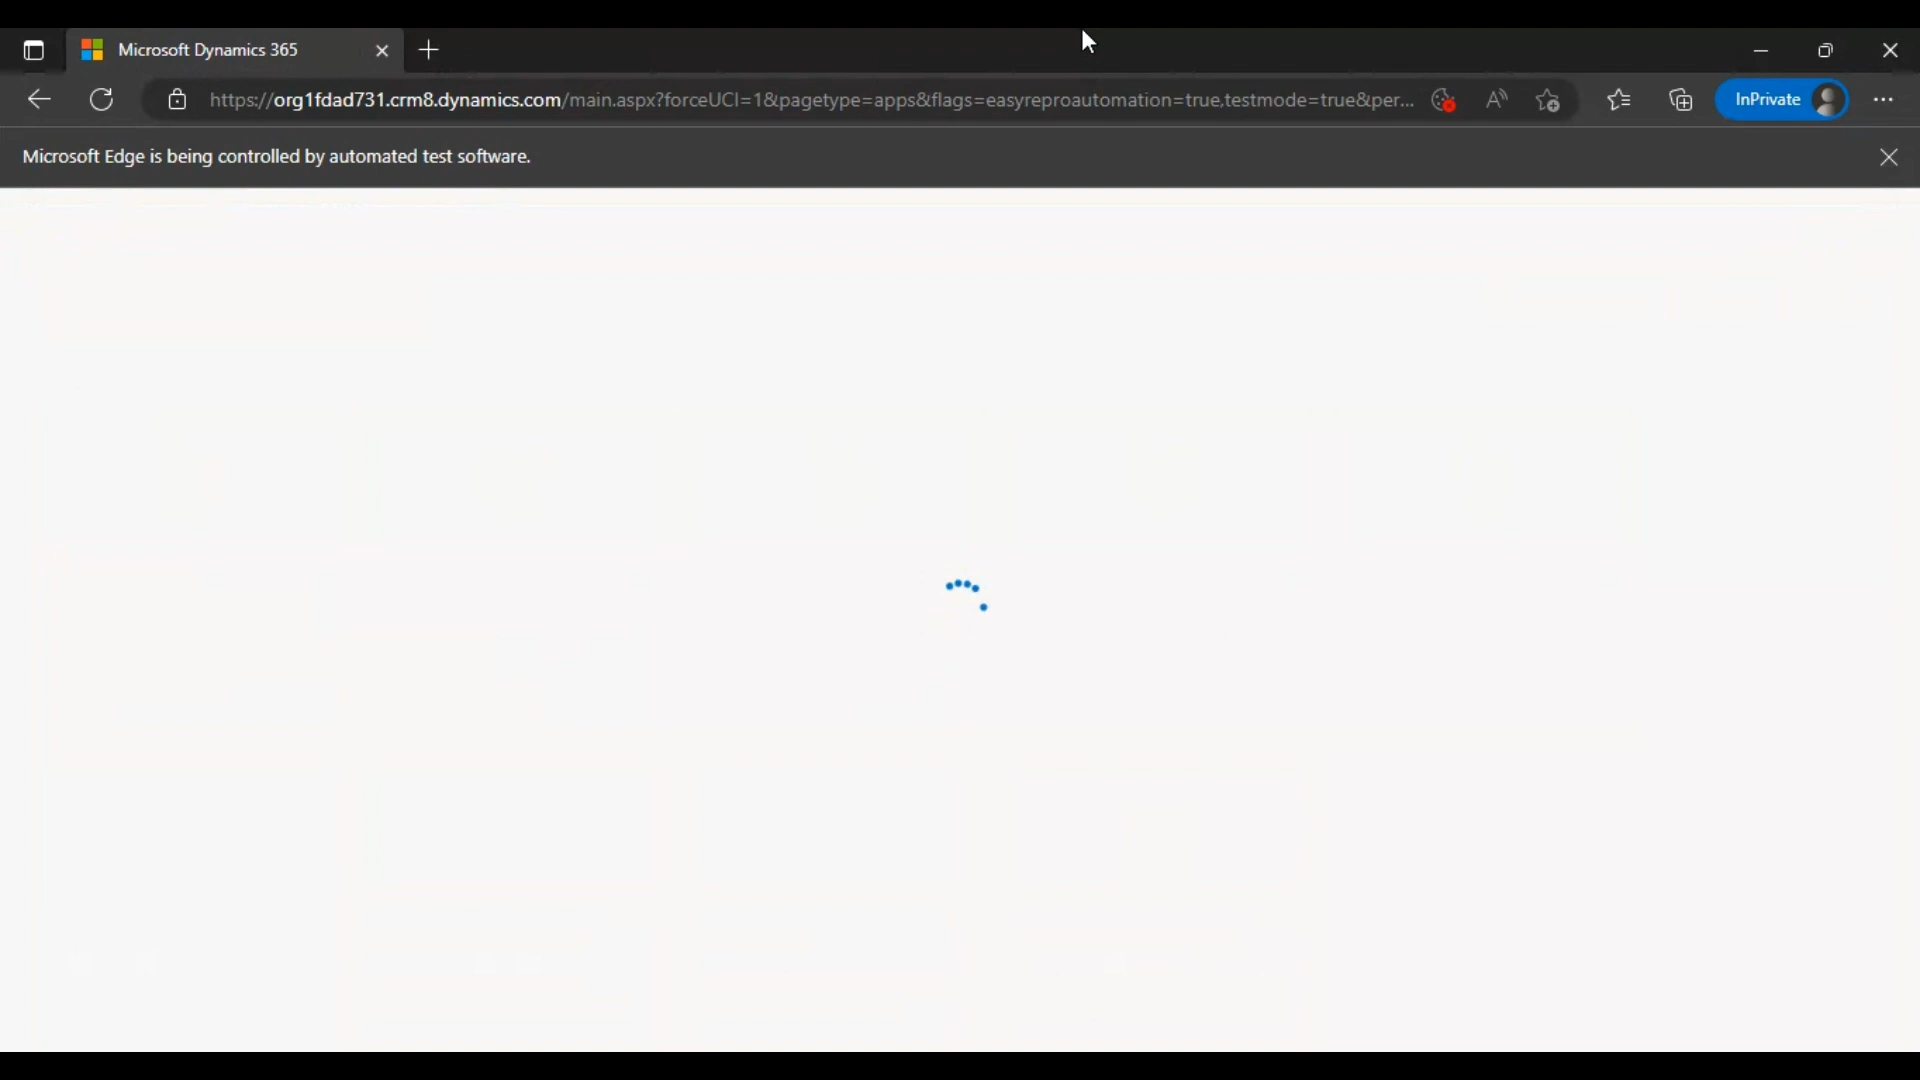 Microsoft Dynamics 365
https://org1fdad731.crm8.dynamics.com/main.aspx?forceUCI=1&pagetype=apps&flags=easyreproautomation=true,testmode=true&per...
InPrivate
Microsoft Edge is being controlled by automated test software.